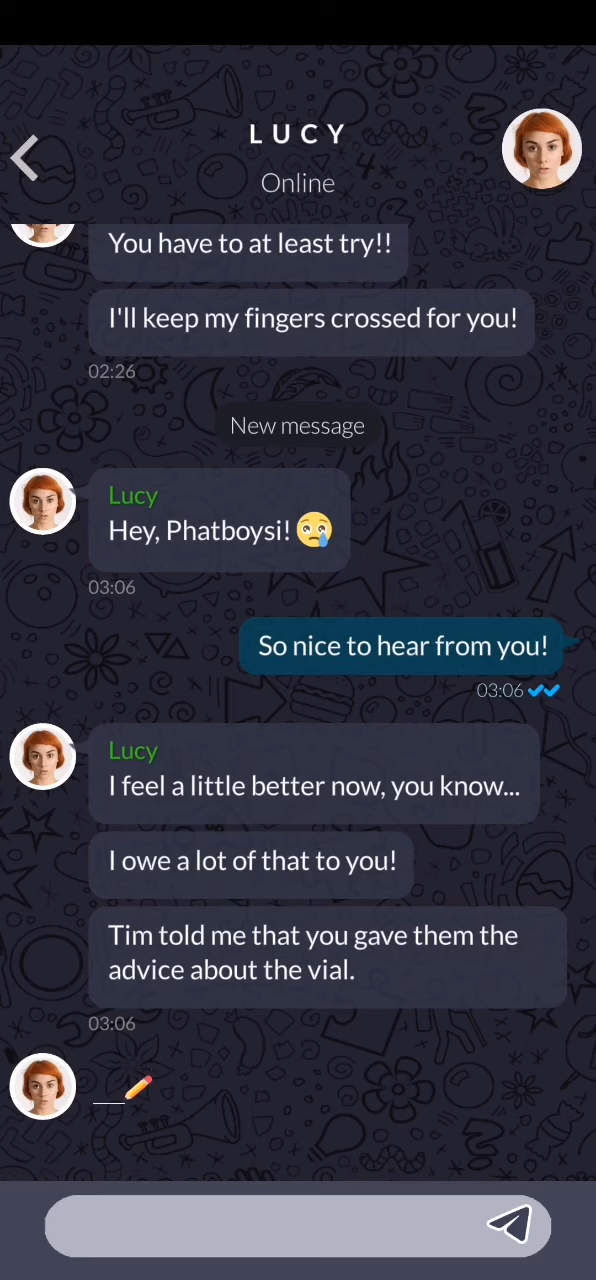 LUCY
Online
You have to at least try!!
I'll keep my fingers crossed for you!
02:26
New message
Lucy
Hey, Phatboysi! 😢
03:06
So nice to hear from you!
03:06
Lucy
I feel a little better now, you know...
I owe a lot of that to you!
Tim told me that you gave them the
advice about the vial.
03:06